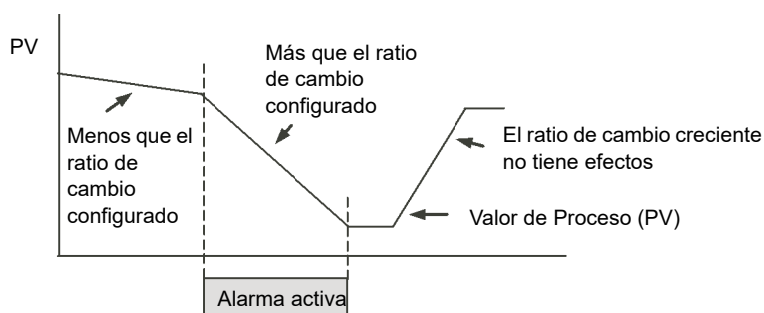 PV
Más que el ratio
de cambio
configurado
Menos que el
ratio de
cambio
configurado
El ratio de cambio creciente
no tiene efectos
Valor de Proceso (PV)
Alarma activa